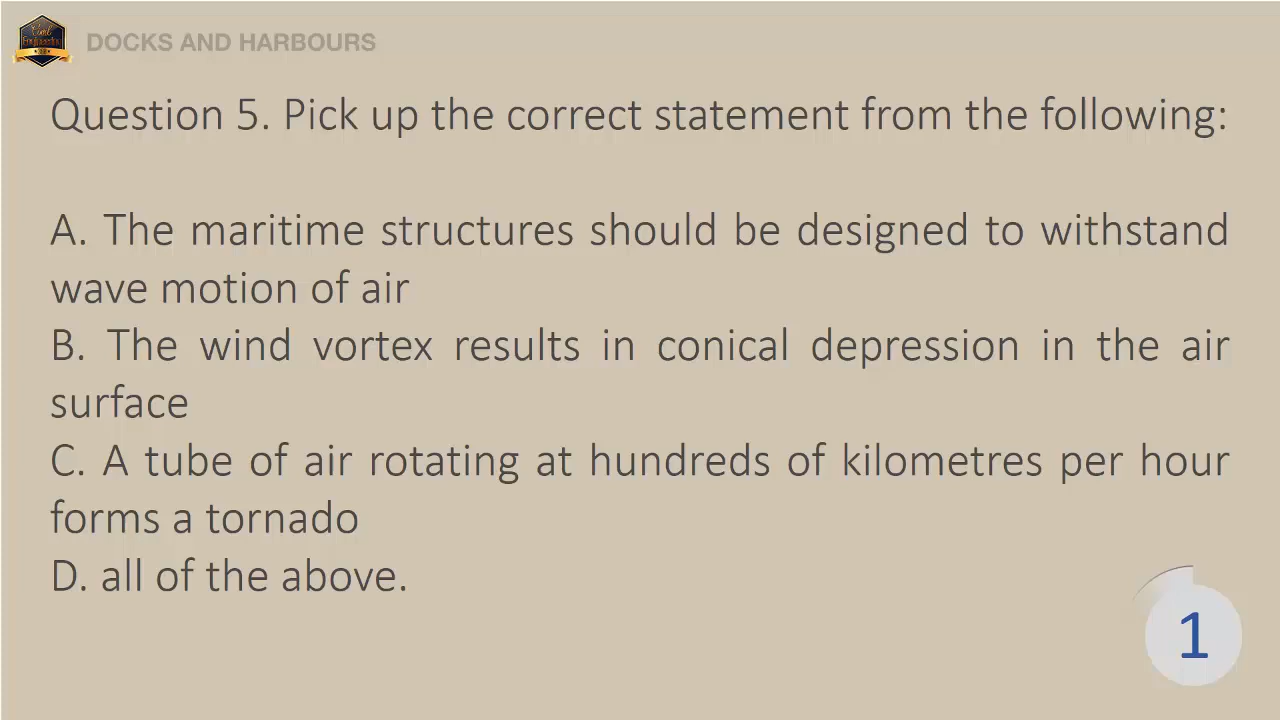 DOCKS AND HARBOURS
Question 5. Pick up the correct statement from the following:
A. The maritime structures should be designed to withstand
wave motion of air
B. The wind vortex results in conical depression in the air
surface
C. A tube of air rotating at hundreds of kilometres per hour
forms a tornado
D. all of the above.
1